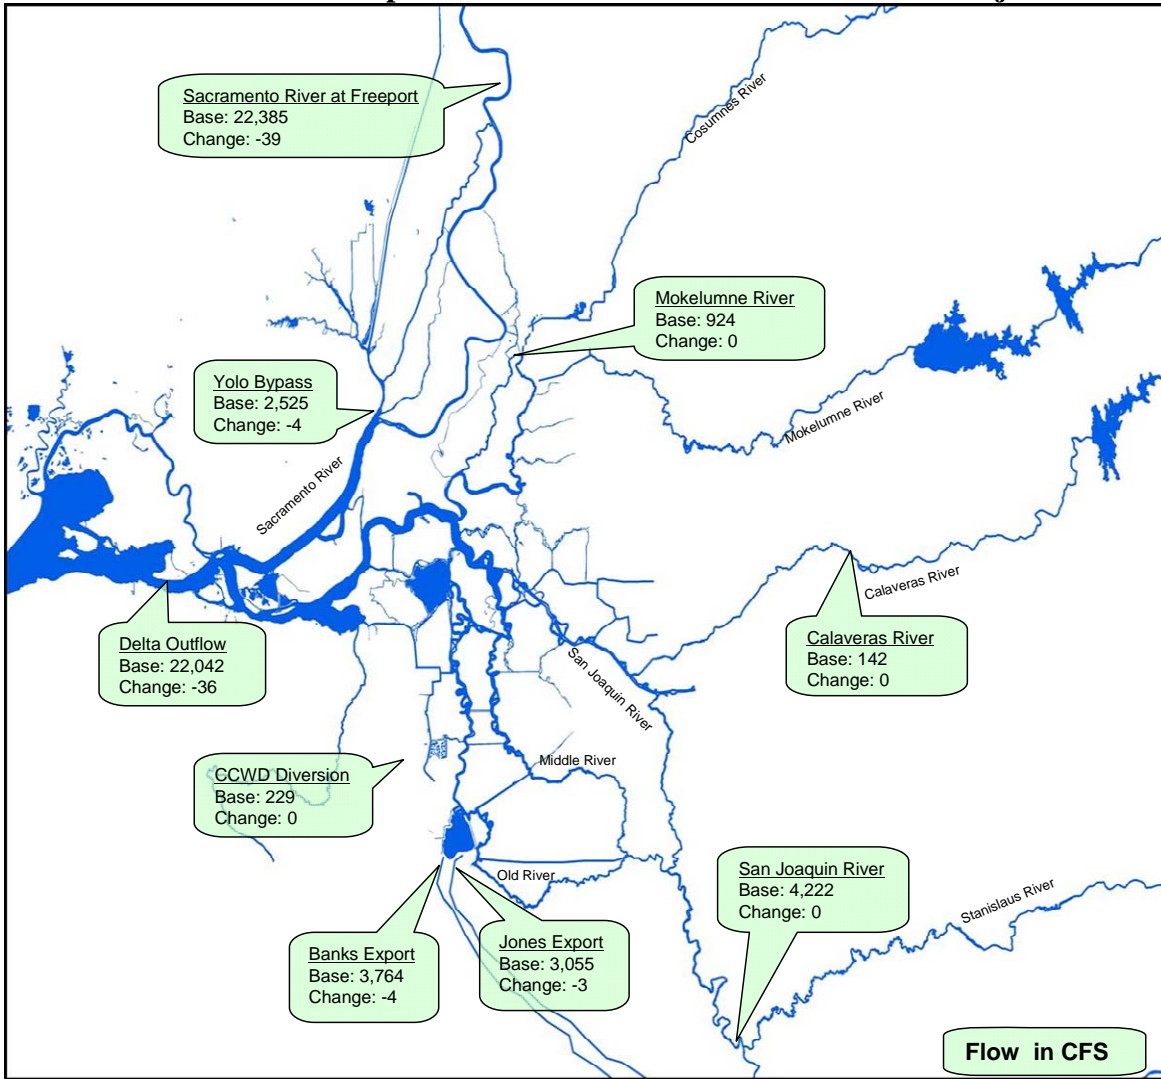 Sacramento River at Freeport
Base: 22,385
Change: -39
Cosumnes River
Mokelumne River
Base: 924
Change: 0
Yolo Bypass
Base: 2,525
Change: -4
Mokelumne River
Sacramento River
Calaveras River
Delta Outflow
Base: 22,042
Change: -36
Calaveras River
Base: 142
Change: 0
San Joaquin River
CCWD Diversion
Base: 229
Change: 0
Middle River
Old River
San Joaquin River
Base: 4,222
Change: 0
Stanislaus River
Banks Export
Base: 3,764
Change: -4
Jones Export
Base: 3,055
Change: -3
Flow in CFS